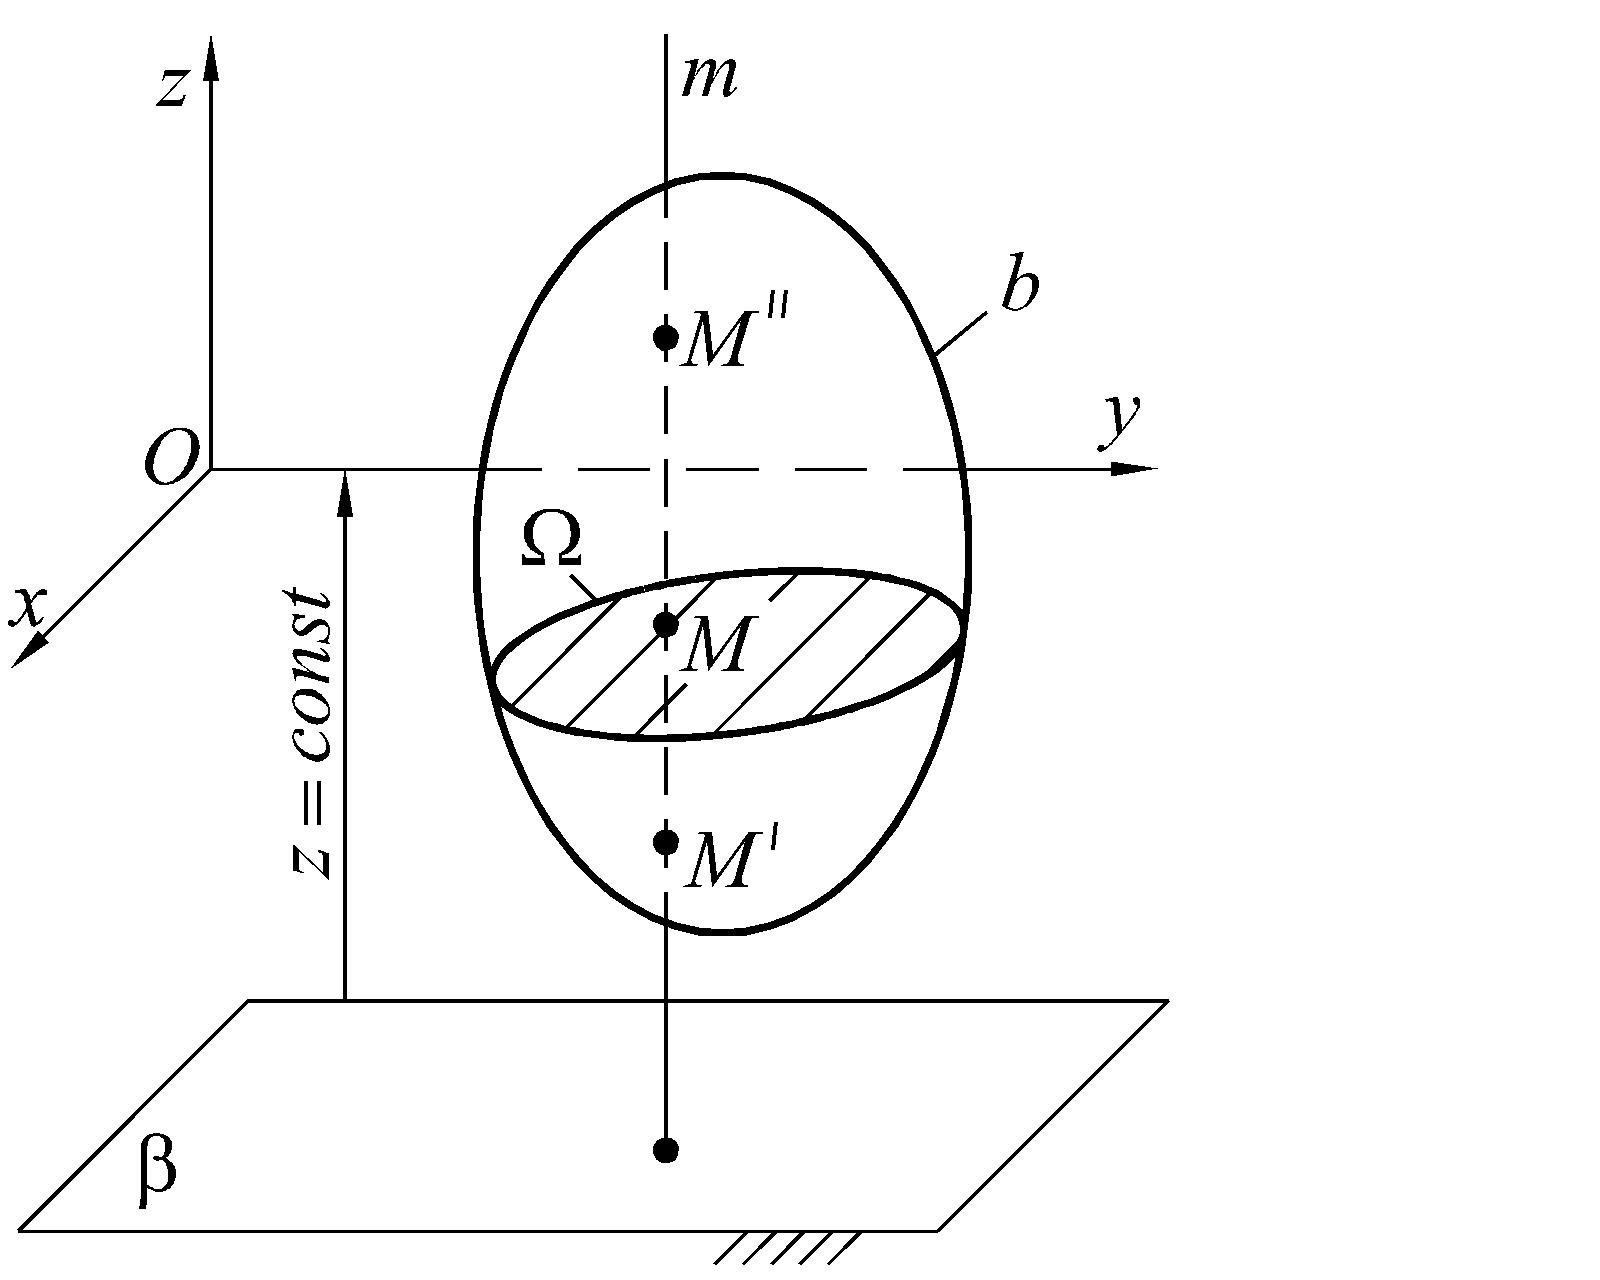 z
m
b
M"
y
O
Ω
x
M
z = const
M'
β